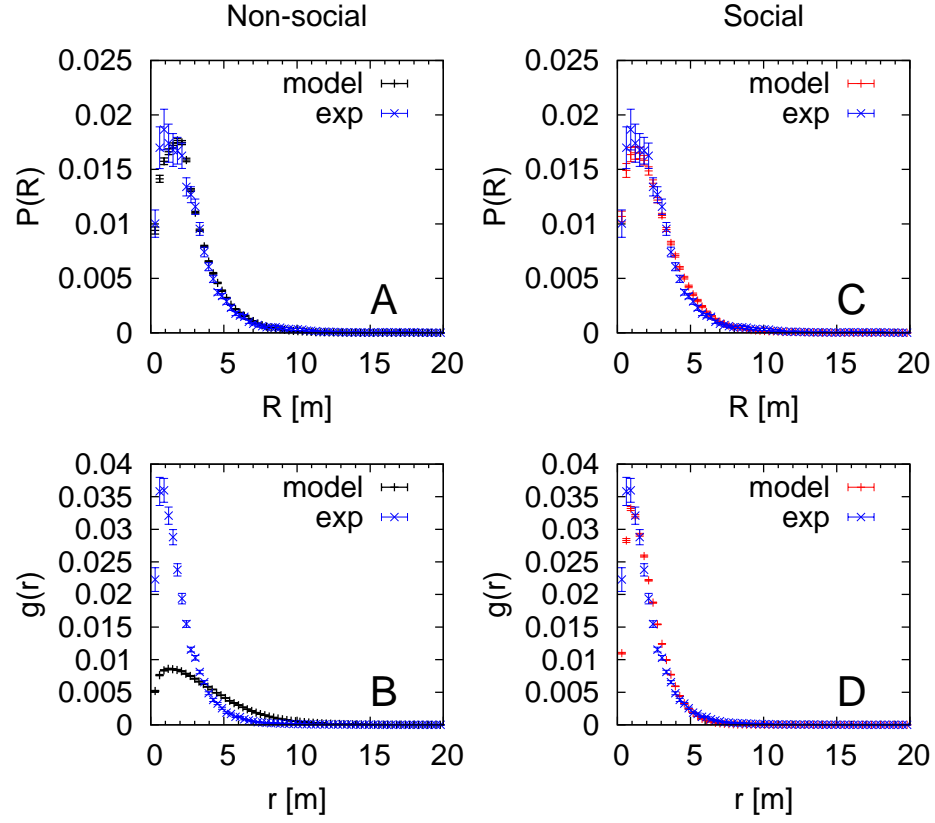 Non-social
Social
0.025
0.02
0.015
0.01
0.005
0
P(R)
model
exp
A
0 5 10 15 20
R [m]
0.025
0.02
0.015
0.01
0.005
0
P(R)
model
exp
C
0 5 10 15 20
R [m]
0.04
0.035
0.03
0.025
0.02
0.015
0.01
0.005
0
g(r)
model
exp
B
0 5 10 15 20
r [m]
0.04
0.035
0.03
0.025
0.02
0.015
0.01
0.005
0
g(r)
model
exp
D
0 5 10 15 20
r [m]